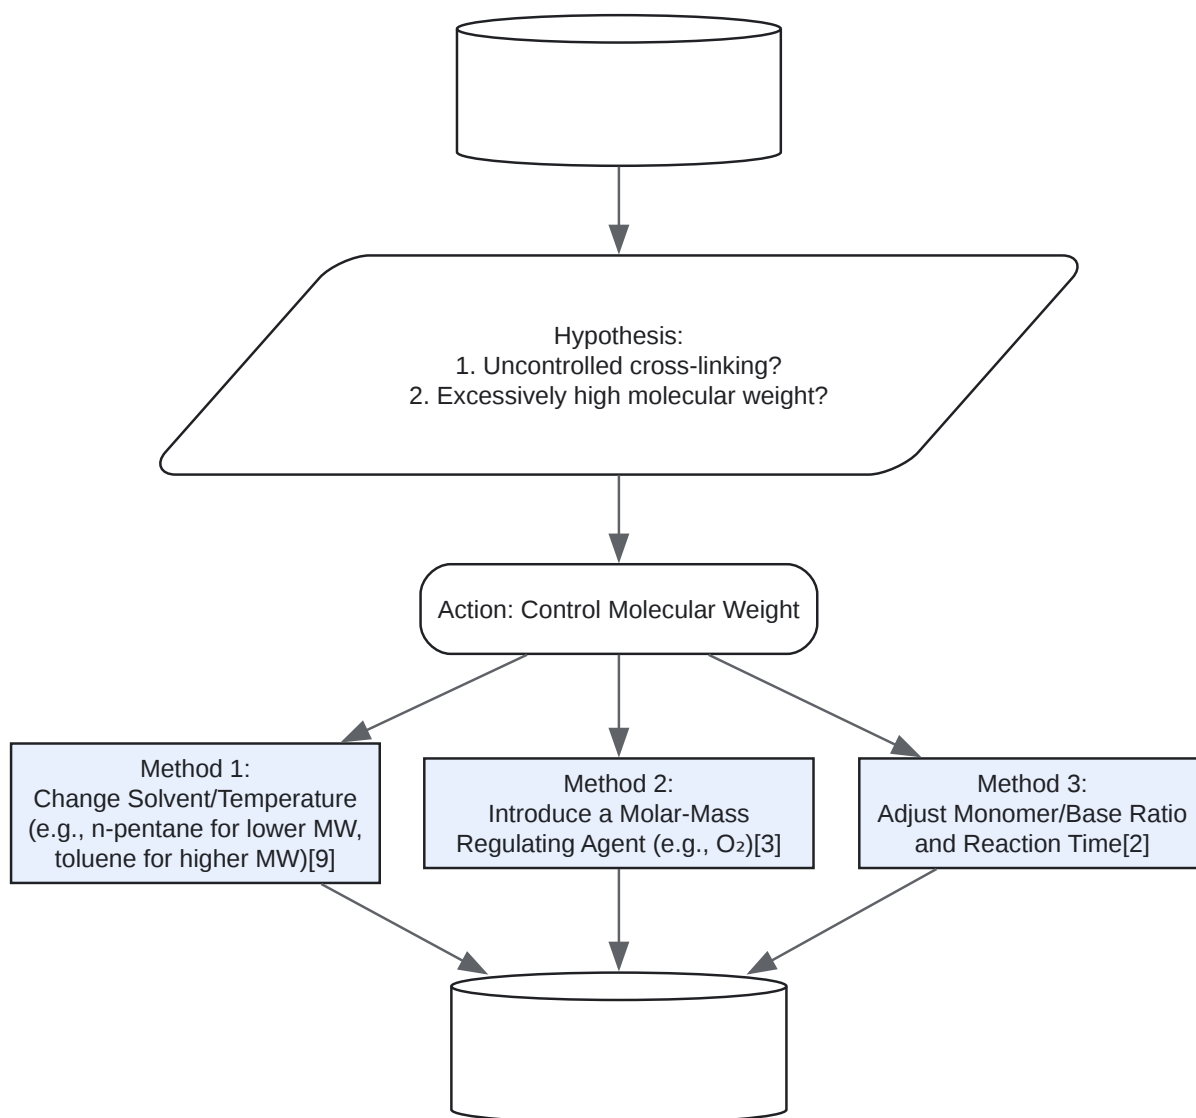 Hypothesis:
1. Uncontrolled cross-linking?
2. Excessively high molecular weight?
Action: Control Molecular Weight
Method 1:
Change Solvent/Temperature
(e.g., n-pentane for lower MW,
toluene for higher MW)[9]
Method 2:
Introduce a Molar-Mass
Regulating Agent (e.g., O₂)[3]
Method 3:
Adjust Monomer/Base Ratio
and Reaction Time[2]